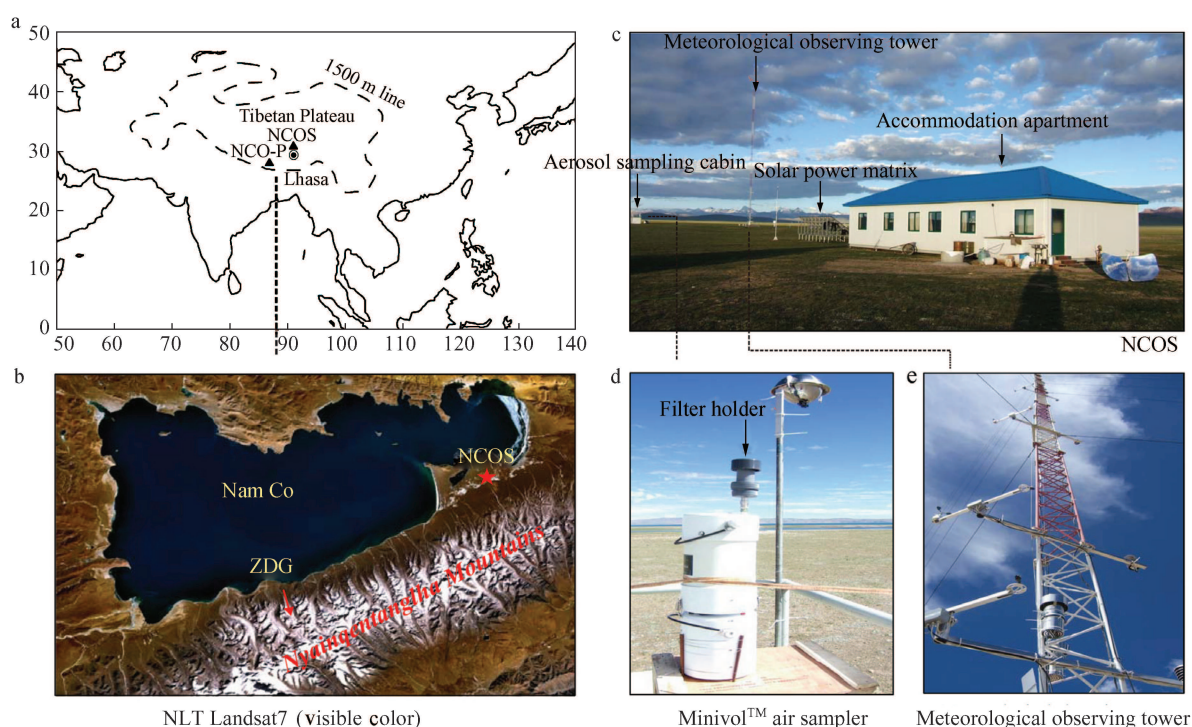 a
50
40
30
20
10
0
50 60 70 80 90 100 110 120 130 140
1500 m line
Tibetan Plateau
NCOS
NCO-P
Lhasa
b
NCOS
Nam Co
ZDG
Nyainqentanglha Mountains
NLT Landsat7 (visible color)
c
Meteorological observing tower
Accommodation apartment
Aerosol sampling cabin
Solar power matrix
NCOS
d
Filter holder
Minivol™ air sampler
e
Meteorological observing tower